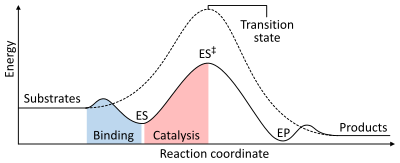 Transition
state
Energy
ES‡
Substrates
ES
EP
Products
Binding
Catalysis
Reaction coordinate